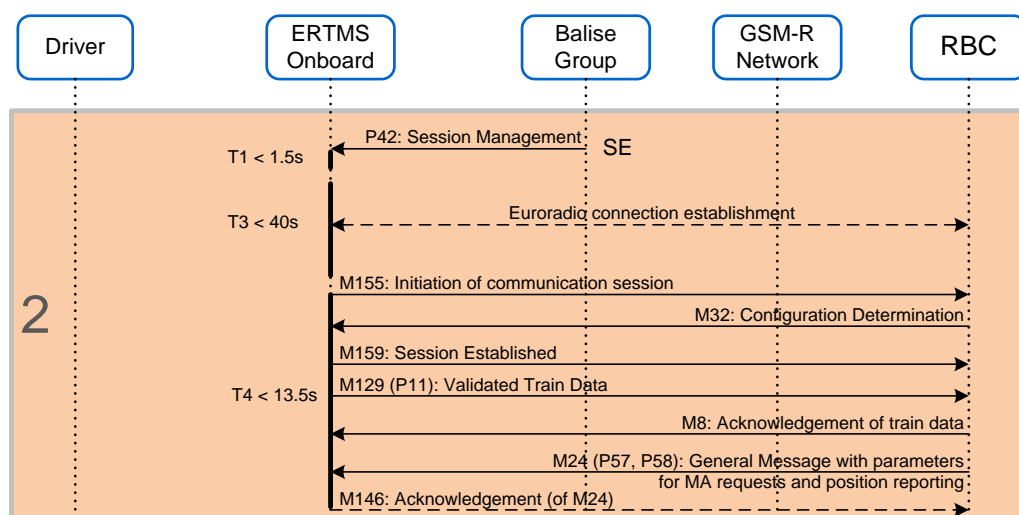 Driver
ERTMS
Onboard
Balise
Group
GSM-R
Network
RBC
P42: Session Management
SE
T1 < 1.5s
Euroradio connection establishment
T3 < 40s
M155: Initiation of communication session
2
M32: Configuration Determination
M159: Session Established
M129 (P11): Validated Train Data
T4 < 13.5s
M8: Acknowledgement of train data
M24 (P57, P58): General Message with parameters
for MA requests and position reporting
M146: Acknowledgement (of M24)